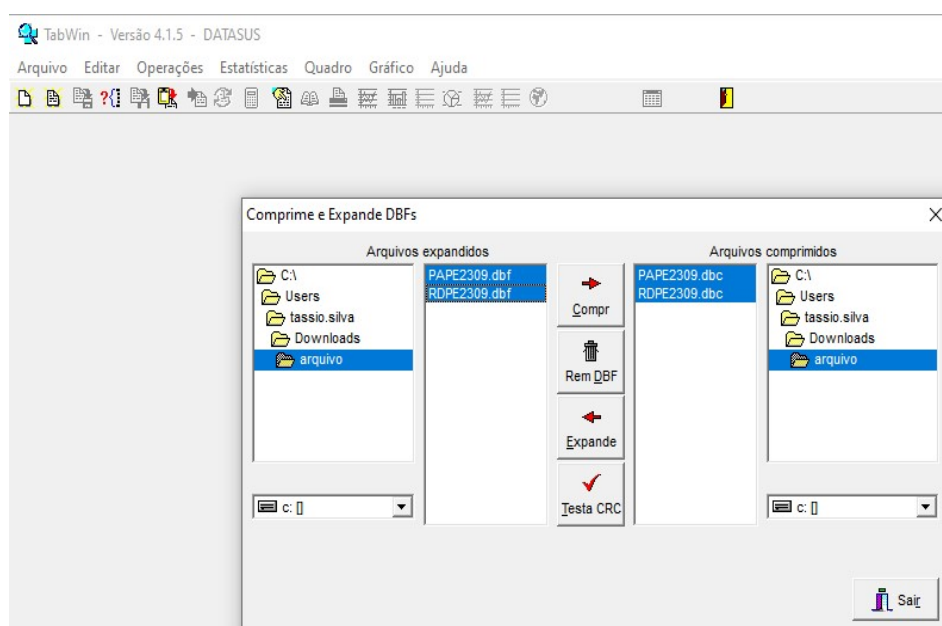 TabWin - Versão 4.1.5 - DATASUS
Arquivo Editar Operações Estatísticas Quadro Gráfico Ajuda
Comprime e Expande DBFs
Arquivos expandidos
Arquivos comprimidos
C:\
Users
tassio.silva
Downloads
arquivo
c: []
PAPE2309.dbf
RDPE2309.dbf
Compr
Rem DBF
Expande
Testa CRC
PAPE2309.dbc
RDPE2309.dbc
C:\
Users
tassio.silva
Downloads
arquivo
c: []
Sair